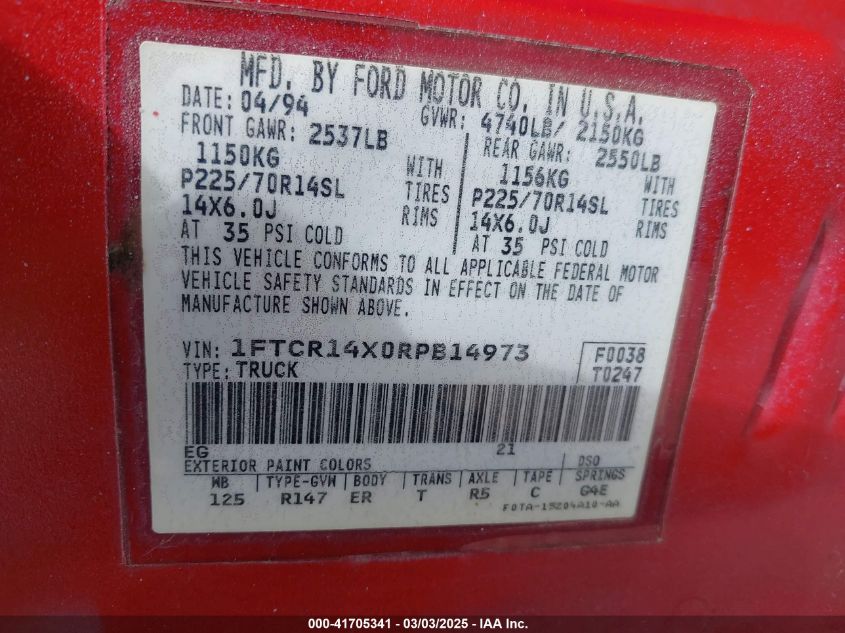 MFD. BY FORD MOTOR CO. IN U.S.A.
DATE: 04/94 GVWR: 4740LB/ 2150KG
FRONT GAWR: 2537LB REAR GAWR: 2550LB
1150KG WITH 1156KG WITH
P225/70R14SL TIRES P225/70R14SL TIRES
14X6.0J RIMS 14X6.0J RIMS
AT 35 PSI COLD AT 35 PSI COLD
THIS VEHICLE CONFORMS TO ALL APPLICABLE FEDERAL MOTOR
VEHICLE SAFETY STANDARDS IN EFFECT ON THE DATE OF
MANUFACTURE SHOWN ABOVE.
VIN: 1FTCR14X0RPB14973 F0038
TYPE: TRUCK T0247
EG 21
EXTERIOR PAINT COLORS DSO
WB TYPE-GVW BODY TRANS AXLE TAPE SPRINGS
125 R147 ER T R5 C G4E
F0TA-15204A10-AA
000-41705341 - 03/03/2025 - IAA Inc.